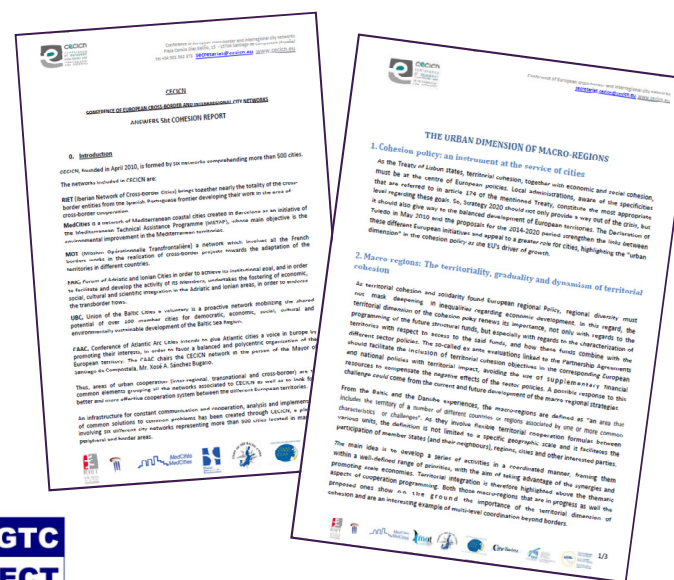 CECICN
Conference of European cross-border and interregional city networks
secretariat@cecicn.eu www.cecicn.eu
CECICN
CONFERENCE OF EUROPEAN CROSS-BORDER AND INTERREGIONAL CITY NETWORKS
ANSWERS 5ht COHESION REPORT
0. Introduction
CECICN, founded in April 2010, is formed by six networks comprehending more than 500 cities.
The networks included in CECICN are:
RIET (Iberian Network of Cross-Border Cities) brings together nearly the totality of the cross-
border entities from the Spanish-Portuguese frontier developing their work in the area of
cross-border cooperation.
MedCities is a network of Mediterranean coastal cities created in Barcelona as an initiative of
the Mediterranean Technical Assistance Programme (METAP), whose main objective is the
environmental improvement in the Mediterranean territories.
MOT (Mission Opérationnelle Transfrontalière) a network which involves all the French
borders works in the realization of cross-border projects towards the adaptation of the
territories in different countries.
FAIC Forum of Adriatic and Ionian Cities in order to achieve its institutional goal, and in order
to facilitate and develop the activity of its Members, undertakes the fostering of economic,
social, cultural and scientific integration in the Adriatic and Ionian areas, in order to endorse
the transborder flows.
UBC, Union of the Baltic Cities a voluntary is a proactive network mobilizing the shared
potential of over 100 member cities for democratic, economic, social, cultural and
environmentally sustainable development of the Baltic Sea Region.
CAAC, Conference of Atlantic Arc Cities intends to give Atlantic cities a voice in Europe by
promoting their interests, in order to favor a balanced and polycentric organization of the
European territory. The CAAC chairs the CECICN network in the person of the Mayor of
Santiago de Compostela, Mr. Xosé A. Sánchez Bugallo.
Thus, areas of urban cooperation (inter-regional, transnational and cross-border) are
common elements grouping all the networks associated to CECICN as well as to look f
better and more effective cooperation system between the different European territories.
An infrastructure for constant communication and cooperation, analysis and implemen
of common solutions to common problems has been created through CECICN, a pla
involving six different city networks representing more than 500 cities located in mari
peripheral and border areas.
MedCities
MedCités
CECICN
Conference of European cross-border and interregional city networks
secretariat.cecicn@cecicn.eu www.cecicn.eu
THE URBAN DIMENSION OF MACRO-REGIONS
1. Cohesion policy: an instrument at the service of cities
As the Treaty of Lisbon states, territorial cohesion, together with economic and social cohesion,
must be at the centre of European policies. Local administrations, aware of the specificities
that are referred to in article 174 of the mentioned Treaty, constitute the most appropriate
level regarding these goals. So, Strategy 2020 should not only provide a way out of the crisis, but
it should also give way to the balanced development of European territories. The Declaration of
Toledo in May 2010 and the proposals for the 2014-2020 period strengthen the links between
these different European initiatives and appeal to a greater role for cities, highlighting the "urban
dimension" in the cohesion policy as the EU's driver of growth.
2. Macro regions: The territoriality, graduality and dynamism of territorial
cohesion
As territorial cohesion and solidarity found European regional Policy, regional diversity must
not mask deepening in inequalities regarding economic development. In this regard, the
territorial dimension of the cohesion policy renews its importance, not only with regards to the
programming of the future structural funds, but especially with regards to the characterization of
territories with respect to access to the said funds, and how these funds combine with the
different sector policies. The so-called ex ante evaluations linked to the Partnership Agreements
should facilitate the inclusion of territorial cohesion objectives in the corresponding European
and national policies with territorial impact, avoiding the use of supplementary financial
resources to compensate the negative effects of the sector policies. A possible response to this
challenge could come from the current and future development of the macro regional strategies
From the Baltic and the Danube experiences, the macro-regions are defined as "an area that
includes the territory of a number of different countries or regions associated by one or more common
characteristics or challenges". As they involve flexible territorial cooperation formulas between
various units, the definition is not limited to a specific geographic scale and it facilitates the
participation of member States (and their neighbours), regions, cities and other interested parties.
The main idea is to develop a series of activities in a coordinated manner, framing them
within a well-defined range of priorities, with the aim of taking advantage of the synergies and
promoting scale economies. Territorial integration is therefore highlighted above the thematic
aspects of cooperation programming. Both those macro-regions that are in progress as well the
proposed ones show on the ground the importance of the territorial dimension of
cohesion and are an interesting example of multi-level coordination beyond borders.
mot
1/3
GTC
ECT